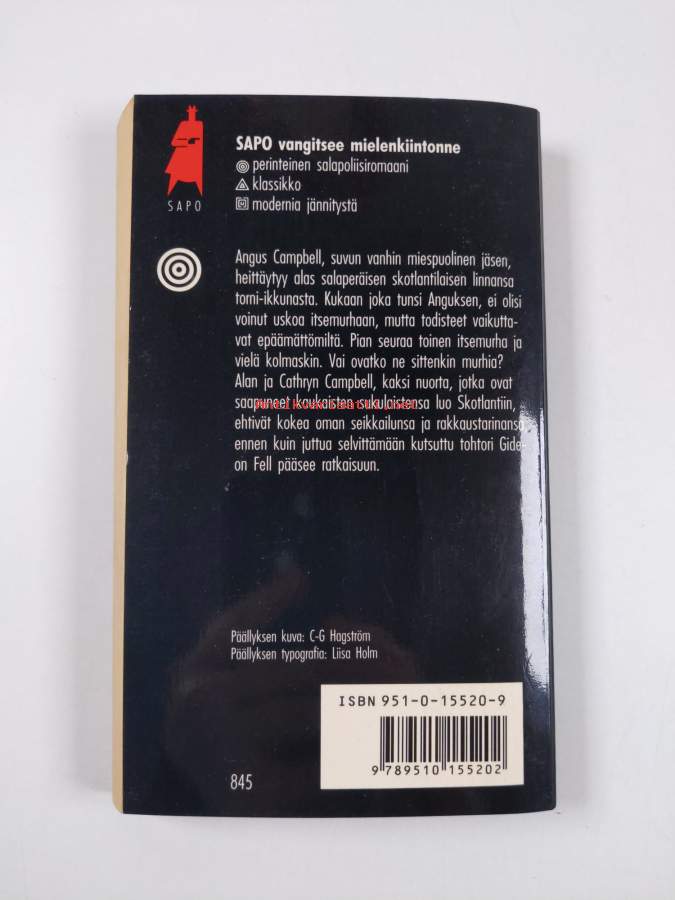 SAPO
SAPO vangitsee mielenkiintonne
perinteinen salapoliisiromaani
klassikko
modernia jännitystä
Angus Campbell, suvun vanhin miespuolinen jäsen,
heittäytyy alas salaperäisen skotlantilaisen linnansa
torni-ikkunasta. Kukaan joka tunsi Anguksen, ei olisi
voinut uskoa itsemurhaan, mutta todisteet vaikutta-
vat epäämättömiltä. Pian seuraa toinen itsemurha ja
vielä kolmaskin. Vai ovatko ne sittenkin murhia?
Alan ja Cathryn Campbell, kaksi nuorta, jotka ovat
saapuneet kaukaisten sukulaistensa luo Skotlantiin,
ehtivät kokea oman seikkailunsa ja rakkaustarinansa
ennen kuin juttua selvittämään kutsuttu tohtori Gide-
on Fell pääsee ratkaisuun.
Päällyksen kuva: C-G Hagström
Päällyksen typografia: Liisa Holm
ISBN 951-0-15520-9
9 789510 155202
845